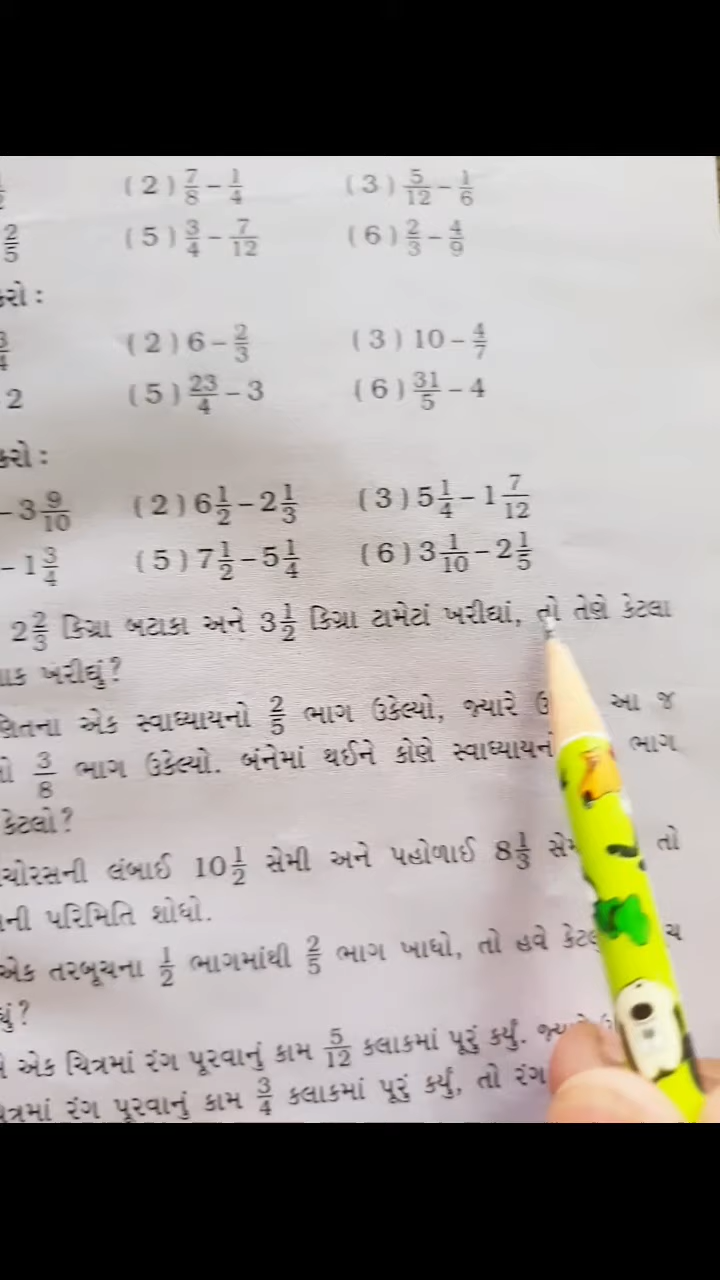 (2) 7/8 − 1/4 (3) 5/12 − 1/6
2/5 (5) 3/4 − 7/12 (6) 2/3 − 4/9
કરો :
3/4 (2) 6 − 2/3 (3) 10 − 4/7
2 (5) 23/4 − 3 (6) 31/5 − 4
કરો :
− 3 9/10 (2) 6 1/2 − 2 1/3 (3) 5 1/4 − 1 7/12
− 1 3/4 (5) 7 1/2 − 5 1/4 (6) 3 1/10 − 2 1/5
2 2/3 કિગ્રા બટાકા અને 3 1/2 કિગ્રા ટામેટાં ખરીદ્યાં, તો તેણે કેટલા
ખરીદ્યું?
એક સ્વાધ્યાયનો 2/5 ભાગ ઉકેલ્યો, જ્યારે આ જ
3/8 ભાગ ઉકેલ્યો. બંનેમાં થઈને કોણે ભાગ
કેટલો?
લંબાઈ 10 1/2 સેમી અને પહોળાઈ 8 1/3 તો
પરિમિતિ શોધો.
એક તરબૂચના 1/2 ભાગમાંથી 2/5 ભાગ ખાધો, તો હવે
એક ચિત્રમાં રંગ પૂરવાનું કામ 5/12 કલાકમાં પૂરું કર્યું.
રંગ પૂરવાનું કામ 3/4 કલાકમાં પૂરું કર્યું, તો રંગ